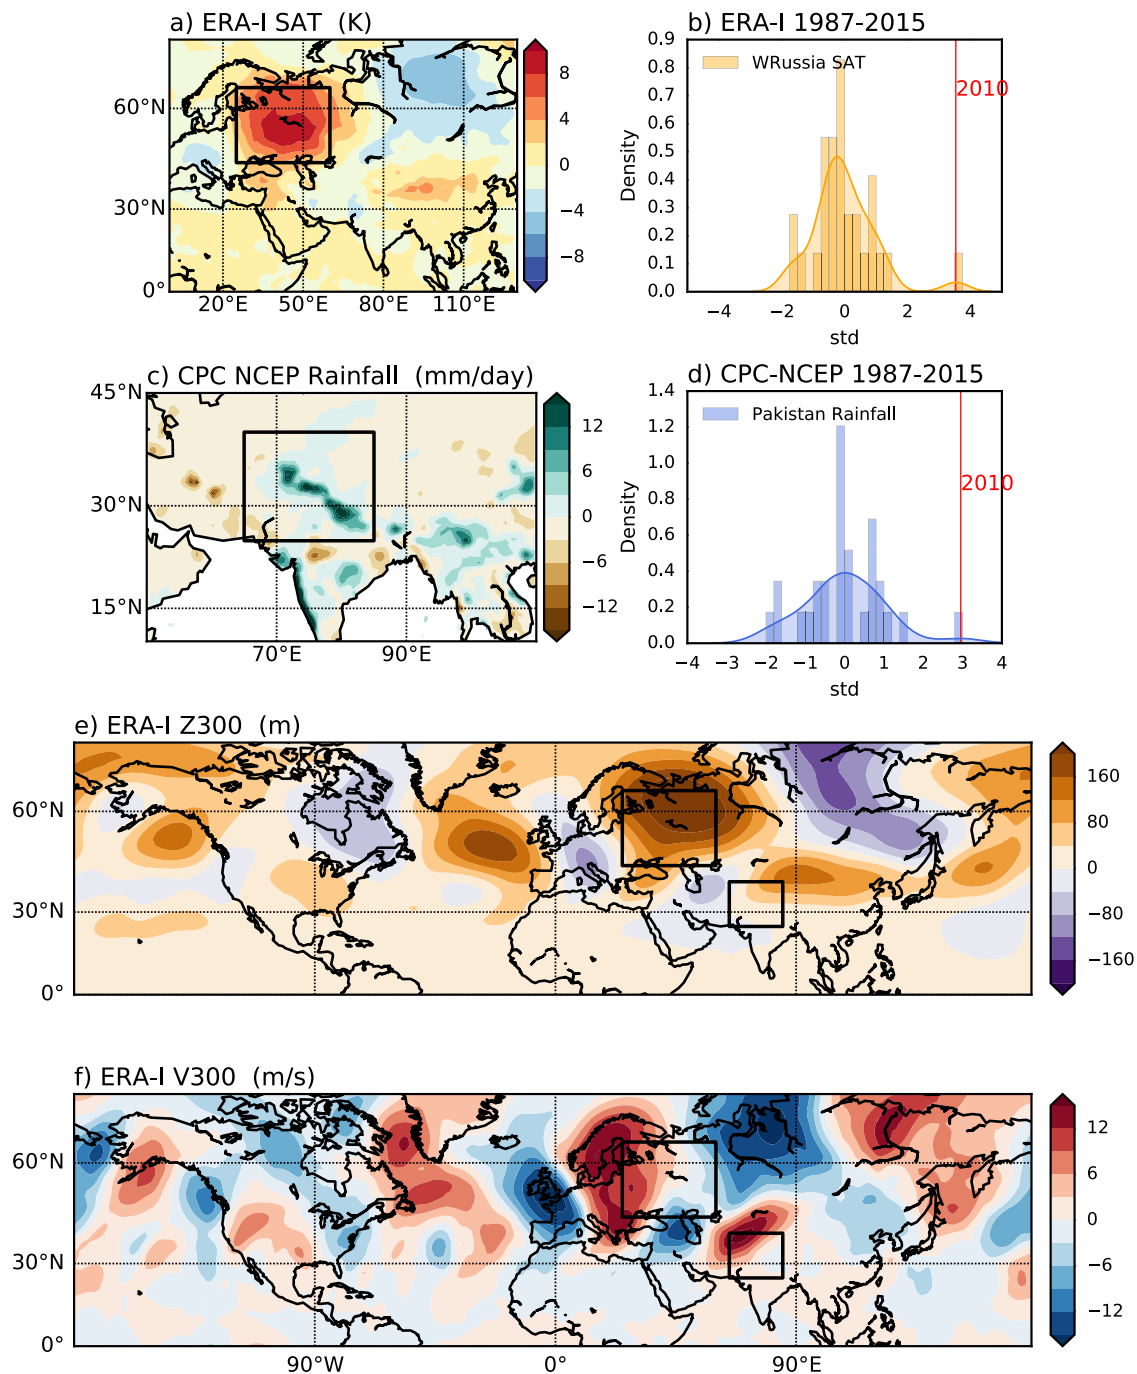 a) ERA-I SAT (K)
60°N
30°N
0°
20°E 50°E 80°E 110°E
8
4
0
−4
−8
b) ERA-I 1987-2015
0.9
0.8
0.7
0.6
0.5
0.4
0.3
0.2
0.1
0.0
Density
WRussia SAT
2010
−4 −2 0 2 4
std
c) CPC NCEP Rainfall (mm/day)
45°N
30°N
15°N
70°E 90°E
12
6
0
−6
−12
d) CPC-NCEP 1987-2015
1.4
1.2
1.0
0.8
0.6
0.4
0.2
0.0
Density
Pakistan Rainfall
2010
−4 −3 −2 −1 0 1 2 3 4
std
e) ERA-I Z300 (m)
60°N
30°N
0°
160
80
0
−80
−160
f) ERA-I V300 (m/s)
60°N
30°N
0°
90°W 0° 90°E
12
6
0
−6
−12